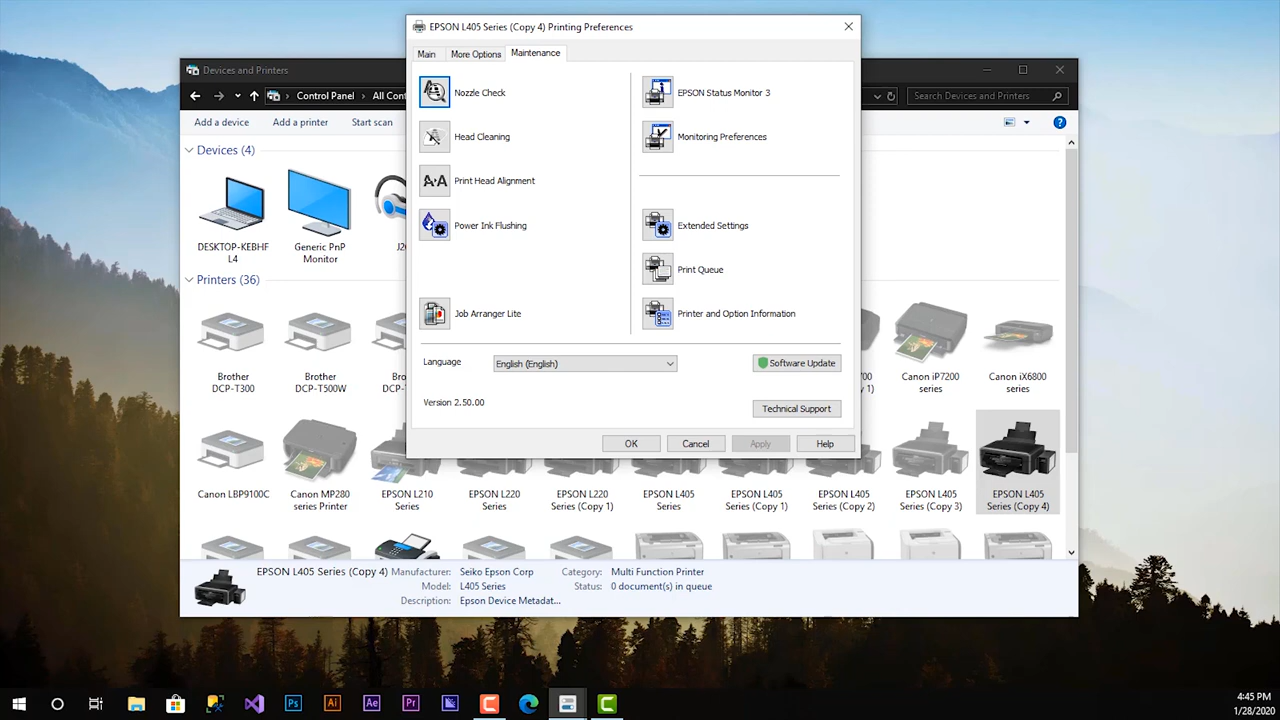 EPSON L405 Series (Copy 4) Printing Preferences
Main
More Options
Maintenance
Nozzle Check
Head Cleaning
Print Head Alignment
Power Ink Flushing
Job Arranger Lite
EPSON Status Monitor 3
Monitoring Preferences
Extended Settings
Print Queue
Printer and Option Information
Language
English (English)
Software Update
Version 2.50.00
Technical Support
OK
Cancel
Apply
Help
Devices and Printers
Control Panel
All Cont
Search Devices and Printers
Add a device
Add a printer
Start scan
Devices (4)
DESKTOP-KEBHF
L4
Generic PnP
Monitor
Printers (36)
Brother
DCP-T300
Brother
DCP-T500W
Canon iP7200
series
Canon iX6800
series
Canon LBP9100C
Canon MP280
series Printer
EPSON L210
Series
EPSON L220
Series
EPSON L220
Series (Copy 1)
EPSON L405
Series
EPSON L405
Series (Copy 1)
EPSON L405
Series (Copy 2)
EPSON L405
Series (Copy 3)
EPSON L405
Series (Copy 4)
EPSON L405 Series (Copy 4)
Manufacturer: Seiko Epson Corp
Model: L405 Series
Description: Epson Device Metadat...
Category: Multi Function Printer
Status: 0 document(s) in queue
Ps
Ai
Ae
Pr
4:45 PM
1/28/2020